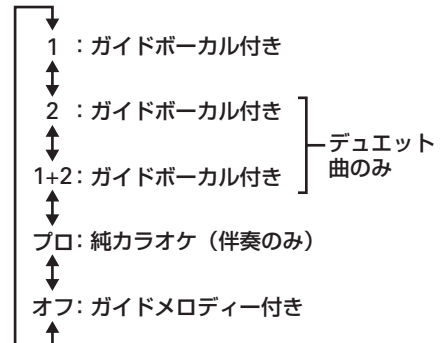 1 : ガイドボーカル付き
2 : ガイドボーカル付き
デュエット
曲のみ
1+2: ガイドボーカル付き
プロ: 純カラオケ（伴奏のみ）
オフ: ガイドメロディー付き